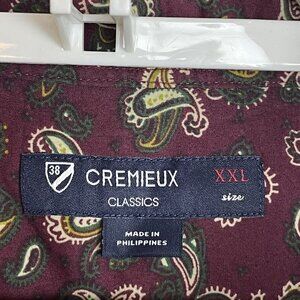 38
CREMIEUX XXL
CLASSICS size
MADE IN
PHILIPPINES